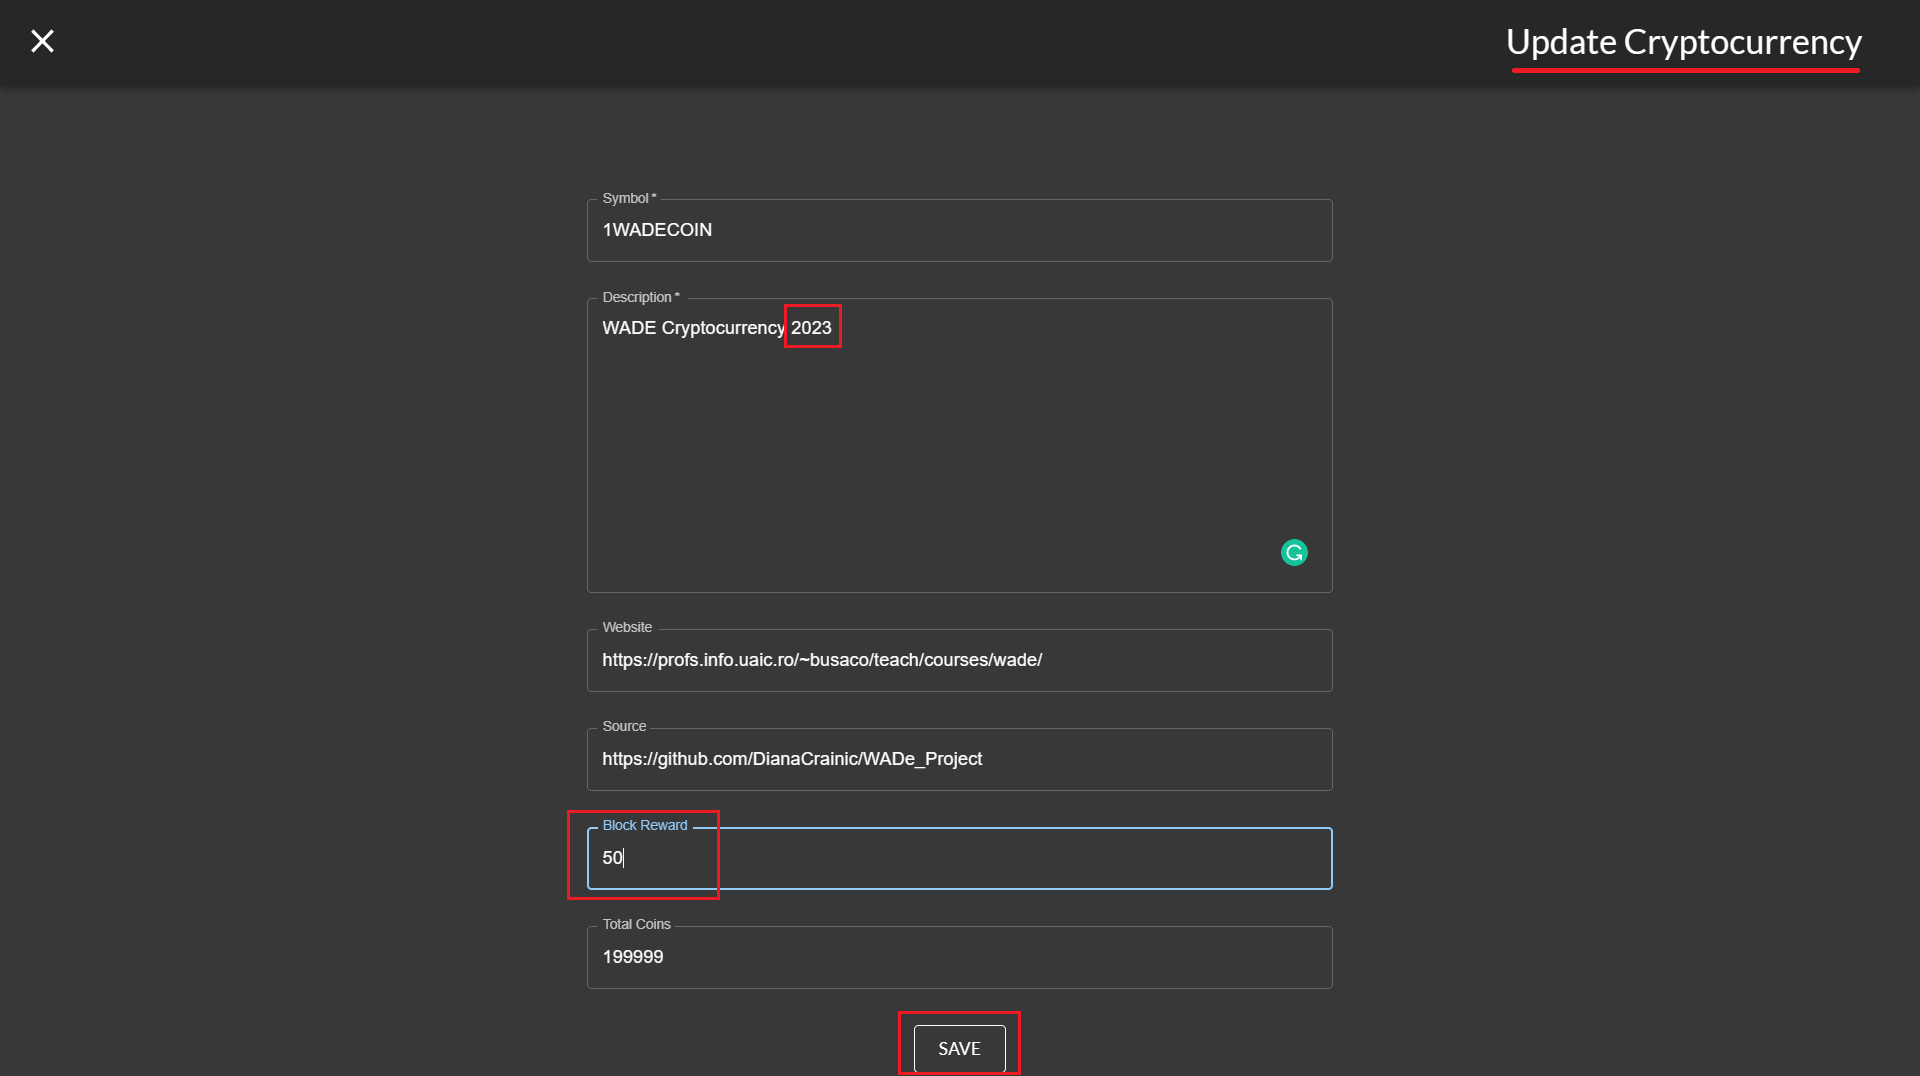 Update Cryptocurrency
Symbol *
1WADECOIN
Description *
WADE Cryptocurrency 2023
Website
https://profs.info.uaic.ro/~busaco/teach/courses/wade/
Source
https://github.com/DianaCrainic/WADe_Project
Block Reward
50
Total Coins
199999
SAVE